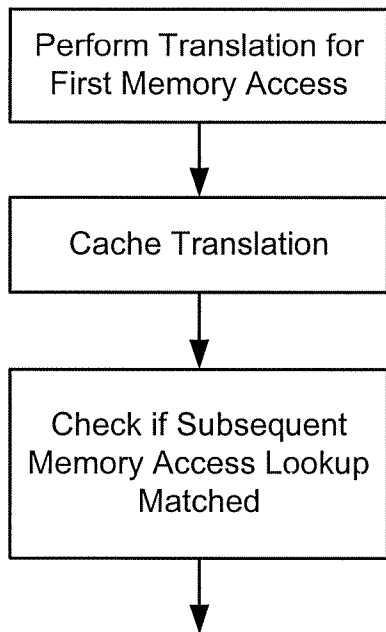 Perform Translation for
First Memory Access
Cache Translation
Check if Subsequent
Memory Access Lookup
Matched